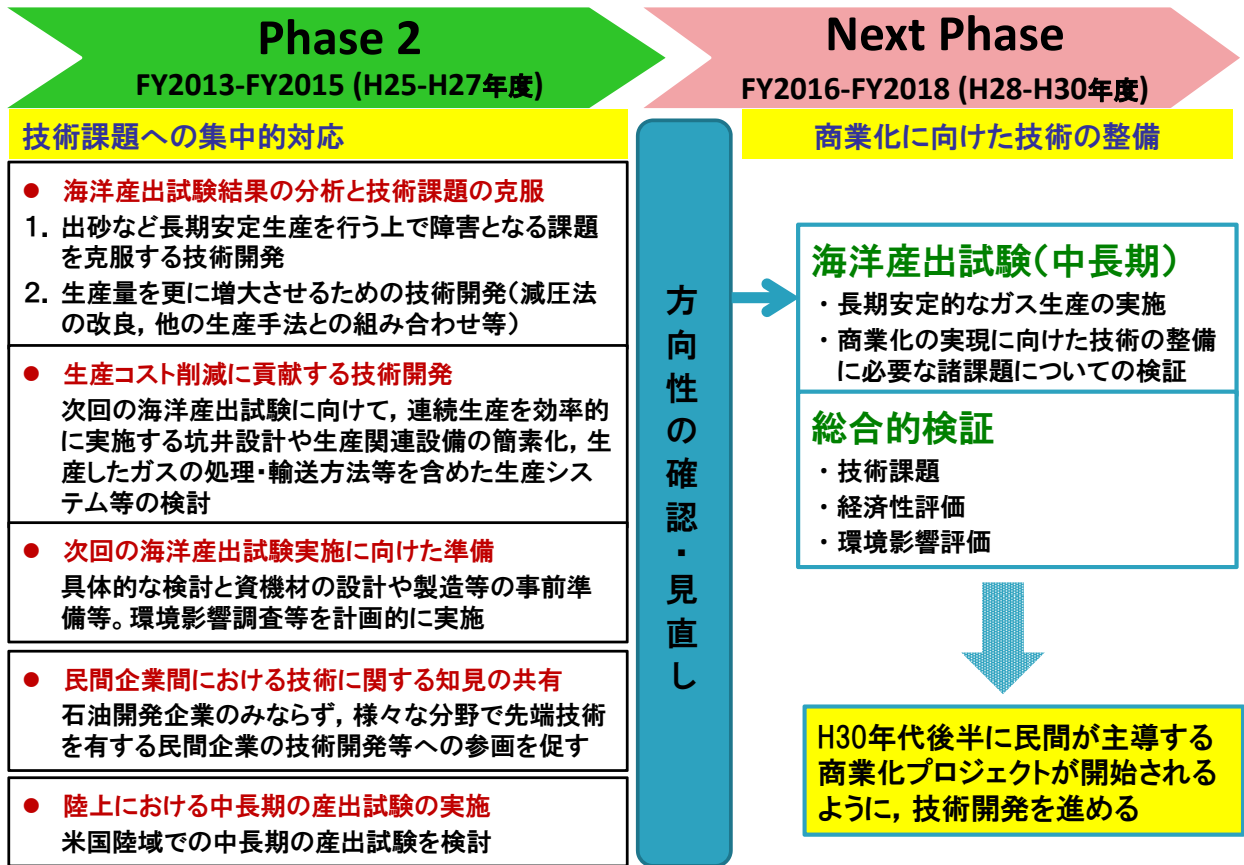 Phase 2
FY2013-FY2015 (H25-H27年度)
技術課題への集中的対応
● 海洋産出試験結果の分析と技術課題の克服
1. 出砂など長期安定生産を行う上で障害となる課題
を克服する技術開発
2. 生産量を更に増大させるための技術開発(減圧法
の改良,他の生産手法との組み合わせ等)
● 生産コスト削減に貢献する技術開発
次回の海洋産出試験に向けて,連続生産を効率的
に実施する坑井設計や生産関連設備の簡素化,生
産したガスの処理・輸送方法等を含めた生産シス
テム等の検討
● 次回の海洋産出試験実施に向けた準備
具体的な検討と資機材の設計や製造等の事前準
備等。環境影響調査等を計画的に実施
● 民間企業間における技術に関する知見の共有
石油開発企業のみならず,様々な分野で先端技術
を有する民間企業の技術開発等への参画を促す
● 陸上における中長期の産出試験の実施
米国陸域での中長期の産出試験を検討
方向性の確認・見直し
Next Phase
FY2016-FY2018 (H28-H30年度)
商業化に向けた技術の整備
海洋産出試験(中長期)
・長期安定的なガス生産の実施
・商業化の実現に向けた技術の整備
に必要な諸課題についての検証
総合的検証
・技術課題
・経済性評価
・環境影響評価
H30年代後半に民間が主導する
商業化プロジェクトが開始される
ように,技術開発を進める